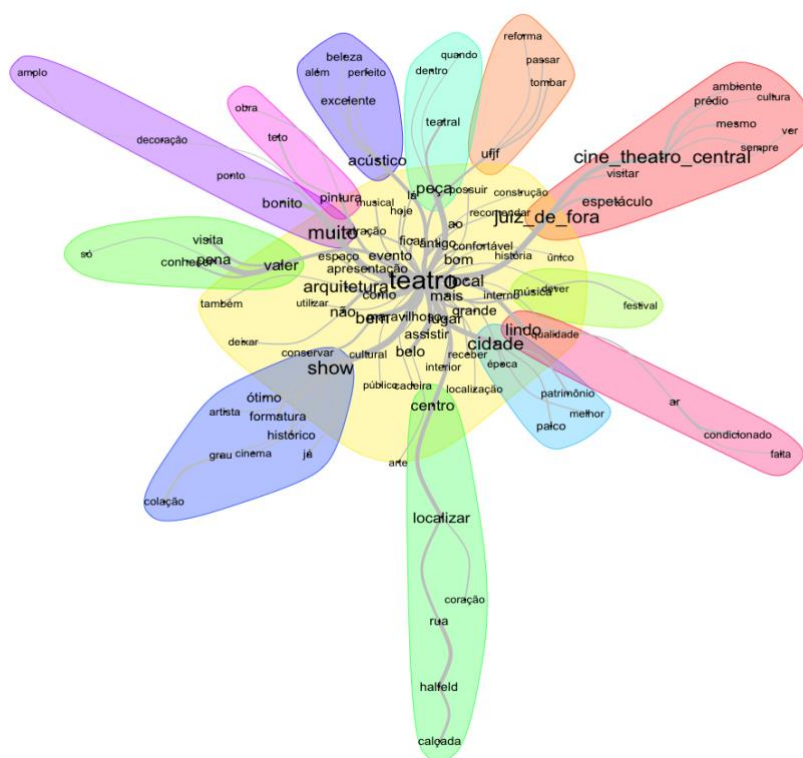 reforma
beleza
quando
passar
amplo
além
perfeito
dentro
tombar
ambiente
cultura
excelente
prédio
obra
teatral
mesmo
ver
decoração
teto
sempre
acústico
ufjf
cine_theatro_central
visitar
ponto
peça
possuir
construção
bonito
pintura
musical
lá
espetáculo
hoje
recomendar
juiz_de_fora
ao
muito
atração
ficar
antigo
confortável
visita
espaço
evento
bom
história
único
só
conhecer
pena
valer
apresentação
teatro
local
arquitetura
como
mais
interno
música
dever
também
utilizar
não
bem
maravilhoso
lugar
grande
festival
lindo
qualidade
deixar
assistir
cidade
conservar
cultural
belo
receber
show
interior
época
público
cadeira
localização
patrimônio
ótimo
centro
melhor
ar
artista
formatura
palco
histórico
condicionado
grau
cinema
já
falta
arte
colação
localizar
coração
rua
halfeld
calçada